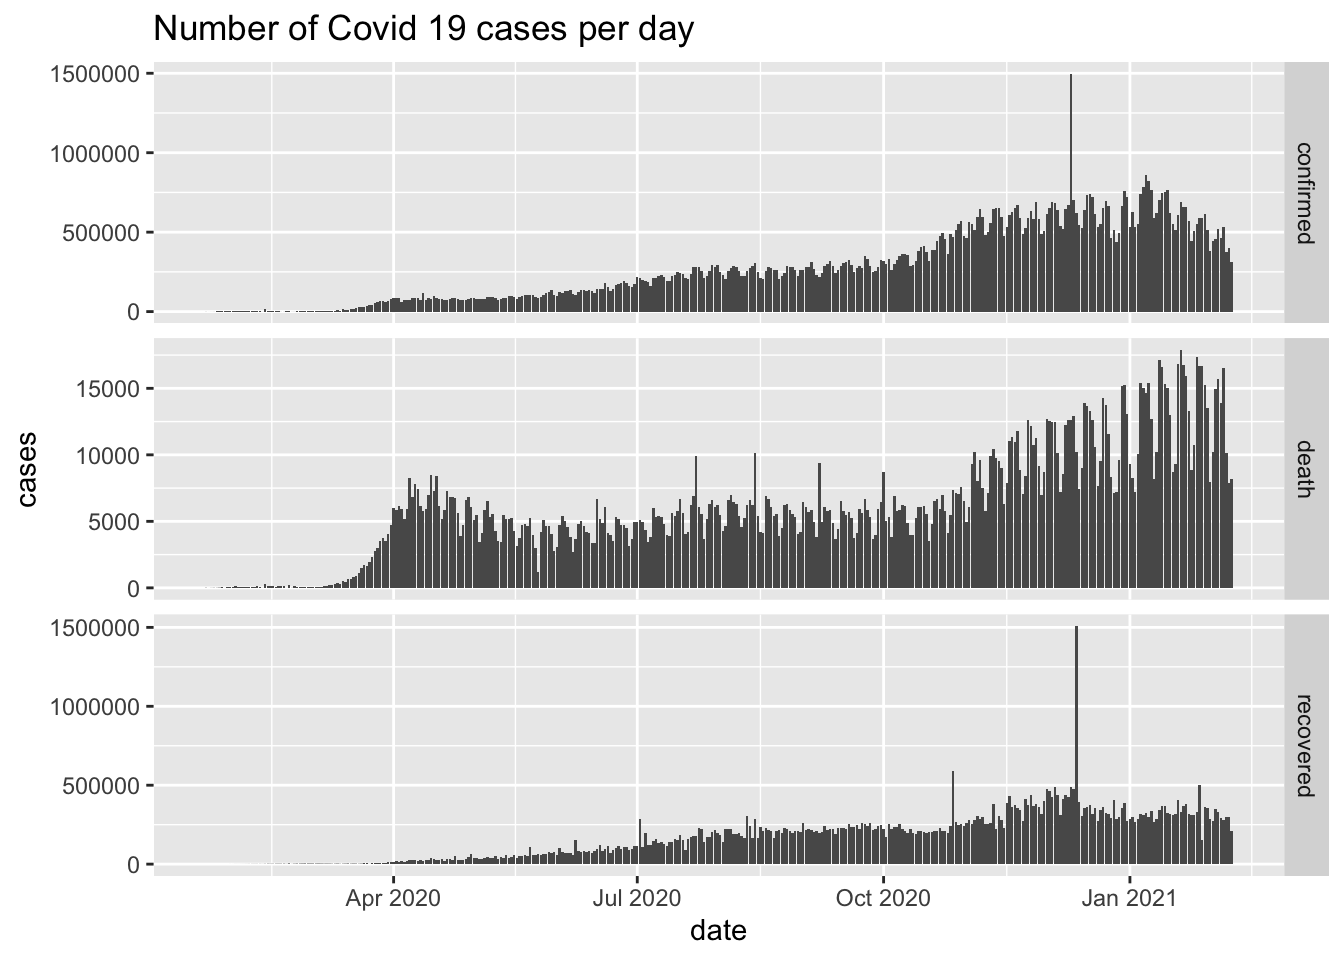 Number of Covid 19 cases per day
1500000
1000000
500000
0
confirmed
15000
10000
5000
0
death
1500000
1000000
500000
0
recovered
cases
Apr 2020
Jul 2020
Oct 2020
Jan 2021
date